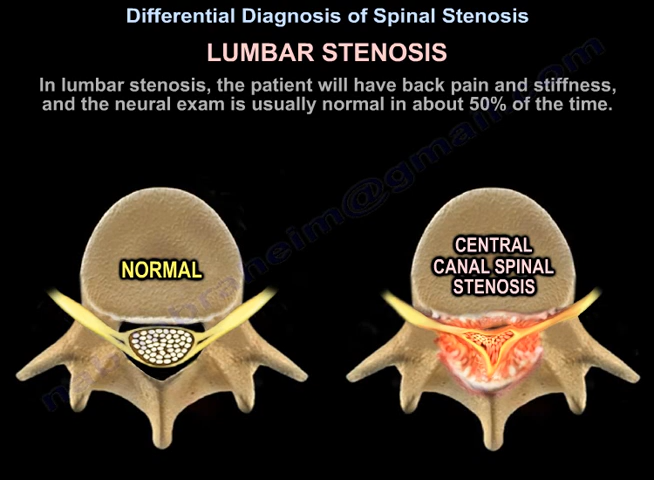 Differential Diagnosis of Spinal Stenosis
LUMBAR STENOSIS
In lumbar stenosis, the patient will have back pain and stiffness,
and the neural exam is usually normal in about 50% of the time.
NORMAL
CENTRAL
CANAL SPINAL
STENOSIS